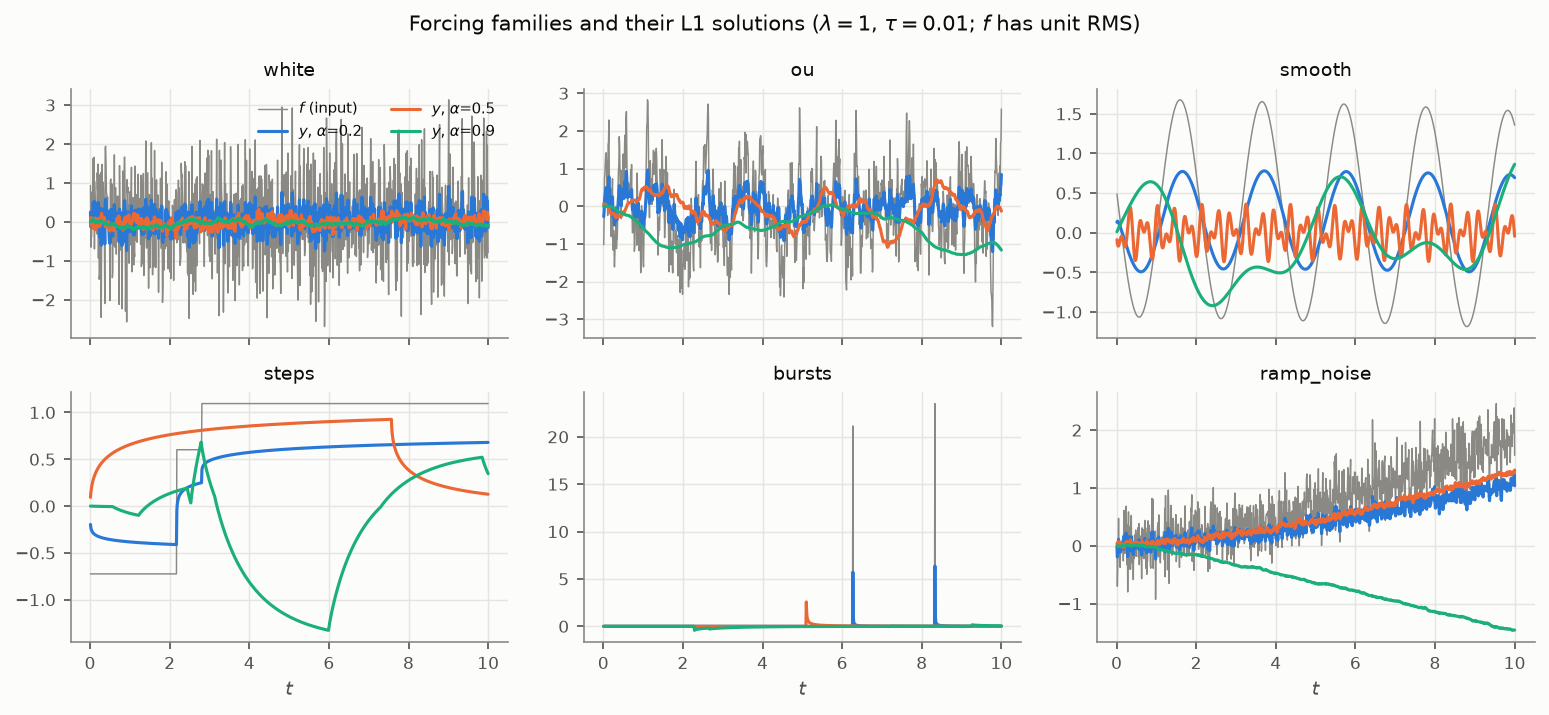 Forcing families and their L1 solutions (λ = 1, τ = 0.01; f has unit RMS)
white
ou
smooth
3
2
1
0
−1
−2
f (input)
y, α=0.2
y, α=0.5
y, α=0.9
3
2
1
0
−1
−2
−3
1.5
1.0
0.5
0.0
−0.5
−1.0
steps
bursts
ramp_noise
1.0
0.5
0.0
−0.5
−1.0
0 2 4 6 8 10
t
20
15
10
5
0
0 2 4 6 8 10
t
2
1
0
−1
0 2 4 6 8 10
t